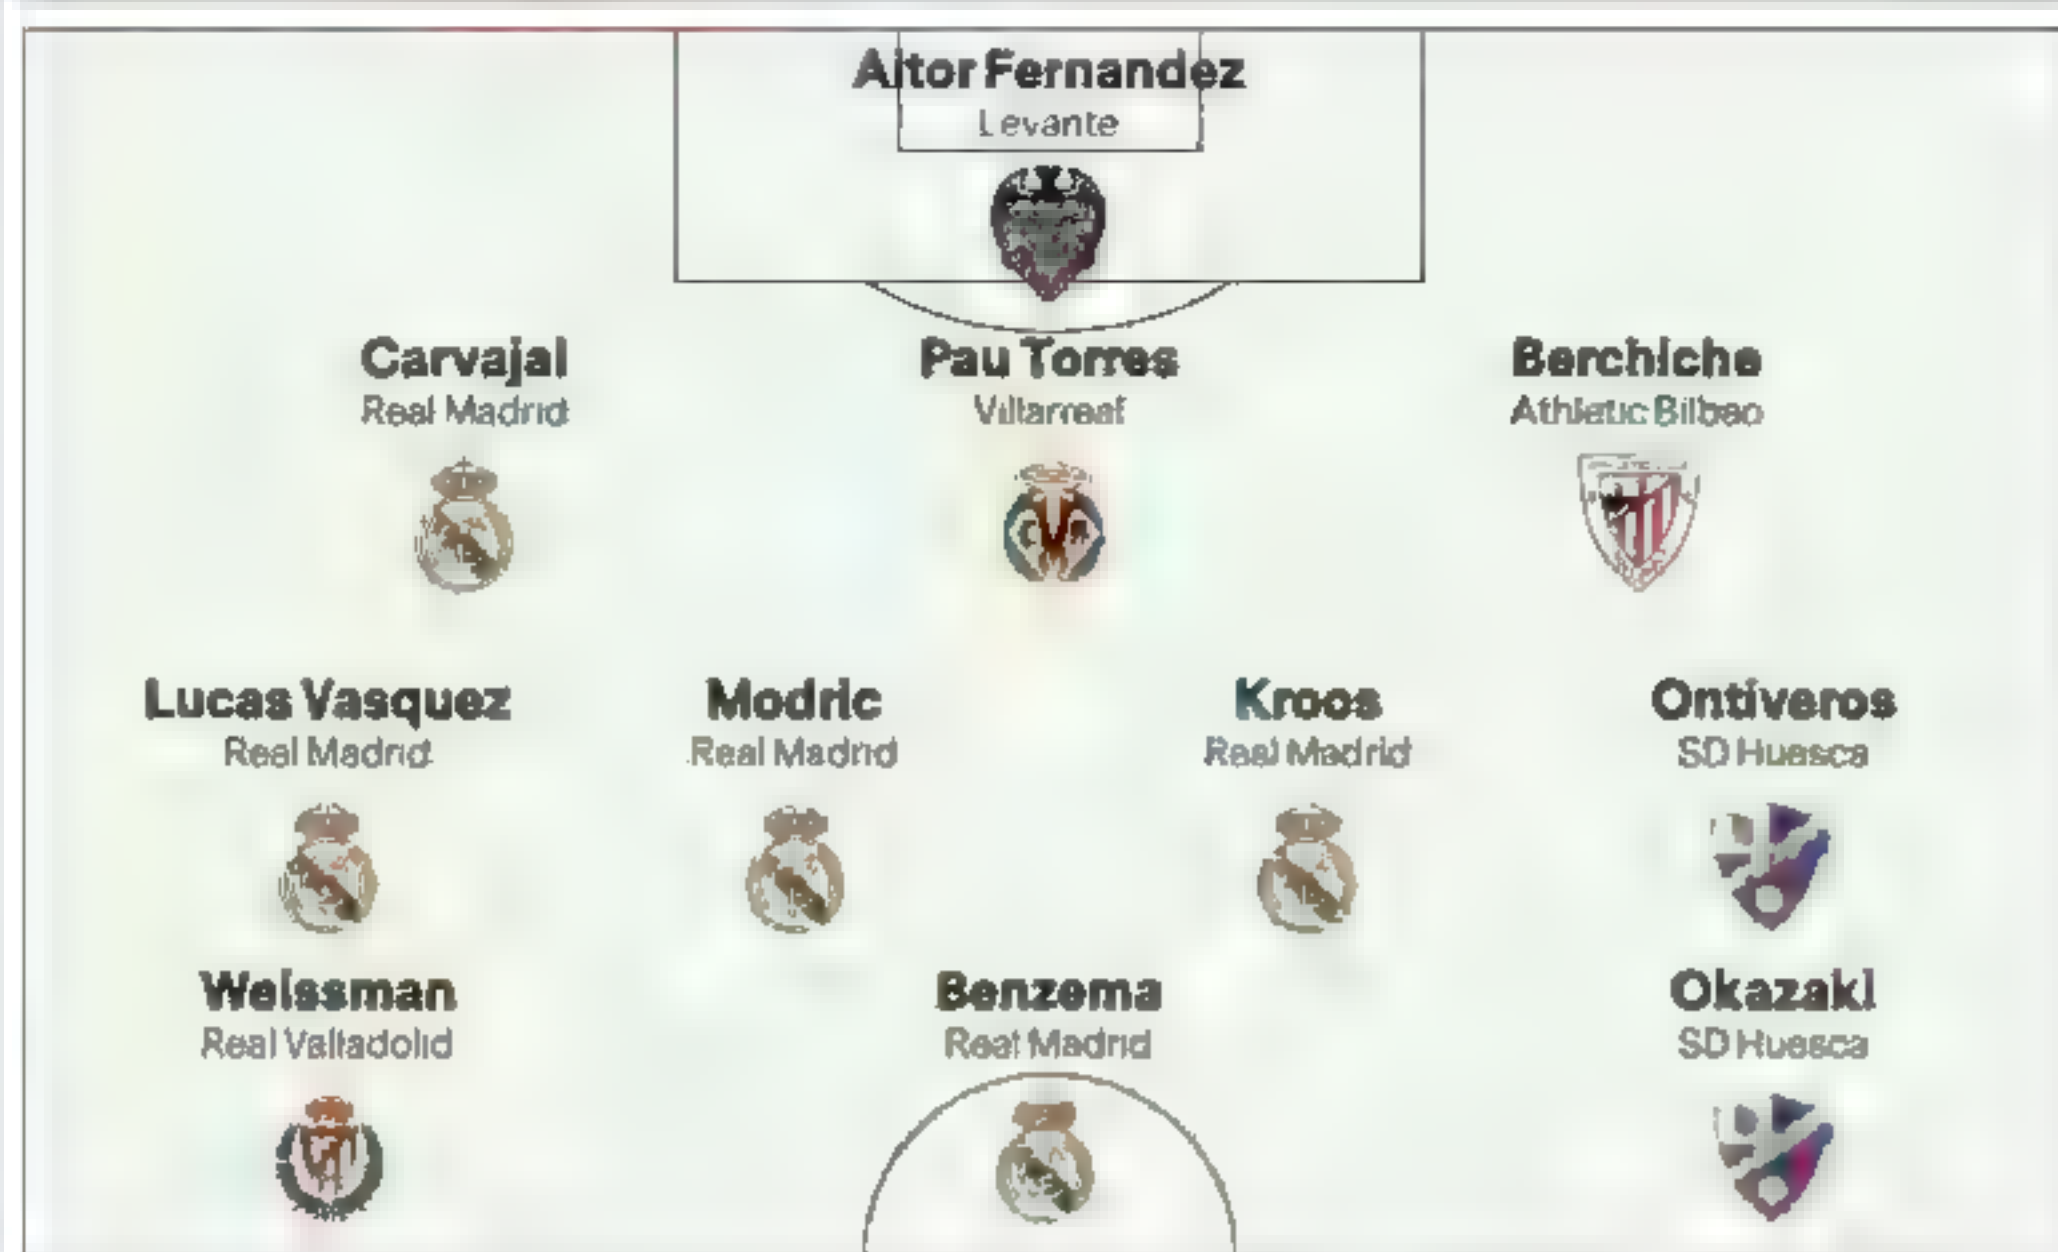 Aitor Fernandez
Levante
Carvajal
Real Madrid
Pau Torres
Villarreal
Berchiche
Athletic Bilbao
Lucas Vasquez
Real Madrid
Modric
Real Madrid
Kroos
Real Madrid
Ontiveros
SD Huesca
Weissman
Real Valladolid
Benzema
Real Madrid
Okazaki
SD Huesca